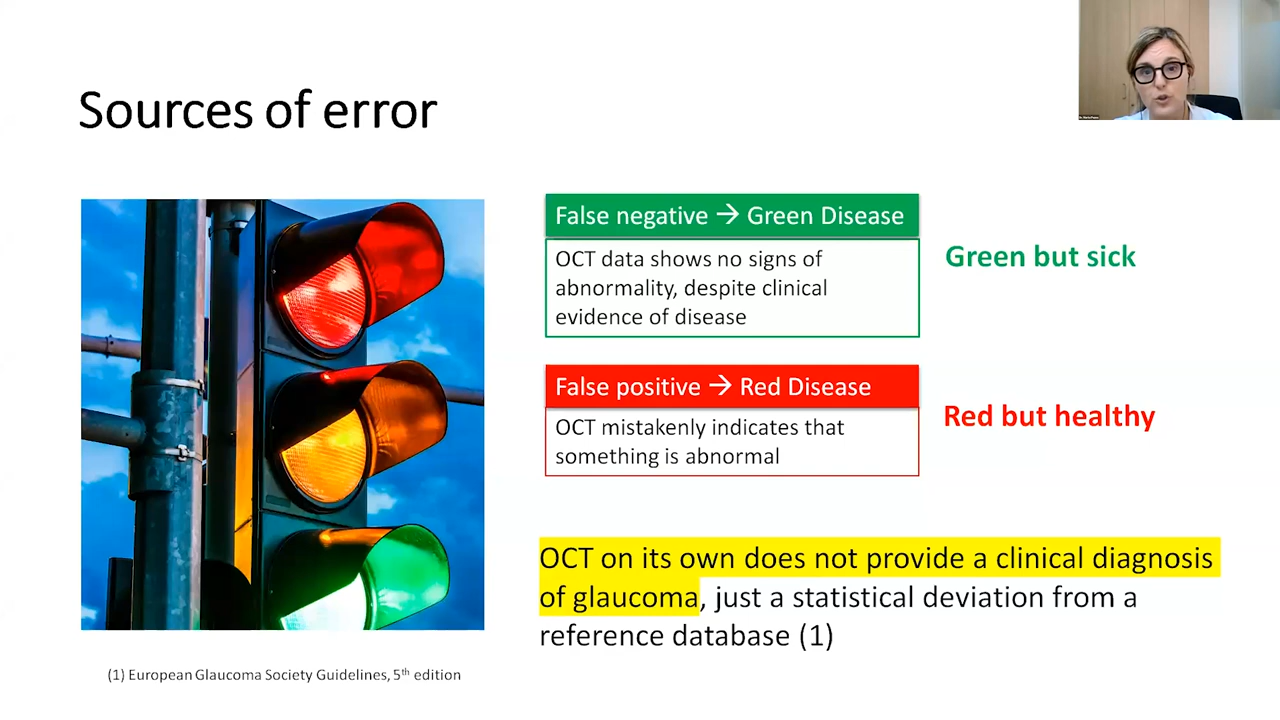 Sources of error
False negative → Green Disease
OCT data shows no signs of
abnormality, despite clinical
evidence of disease
Green but sick
False positive → Red Disease
OCT mistakenly indicates that
something is abnormal
Red but healthy
OCT on its own does not provide a clinical diagnosis
of glaucoma, just a statistical deviation from a
reference database (1)
(1) European Glaucoma Society Guidelines, 5th edition